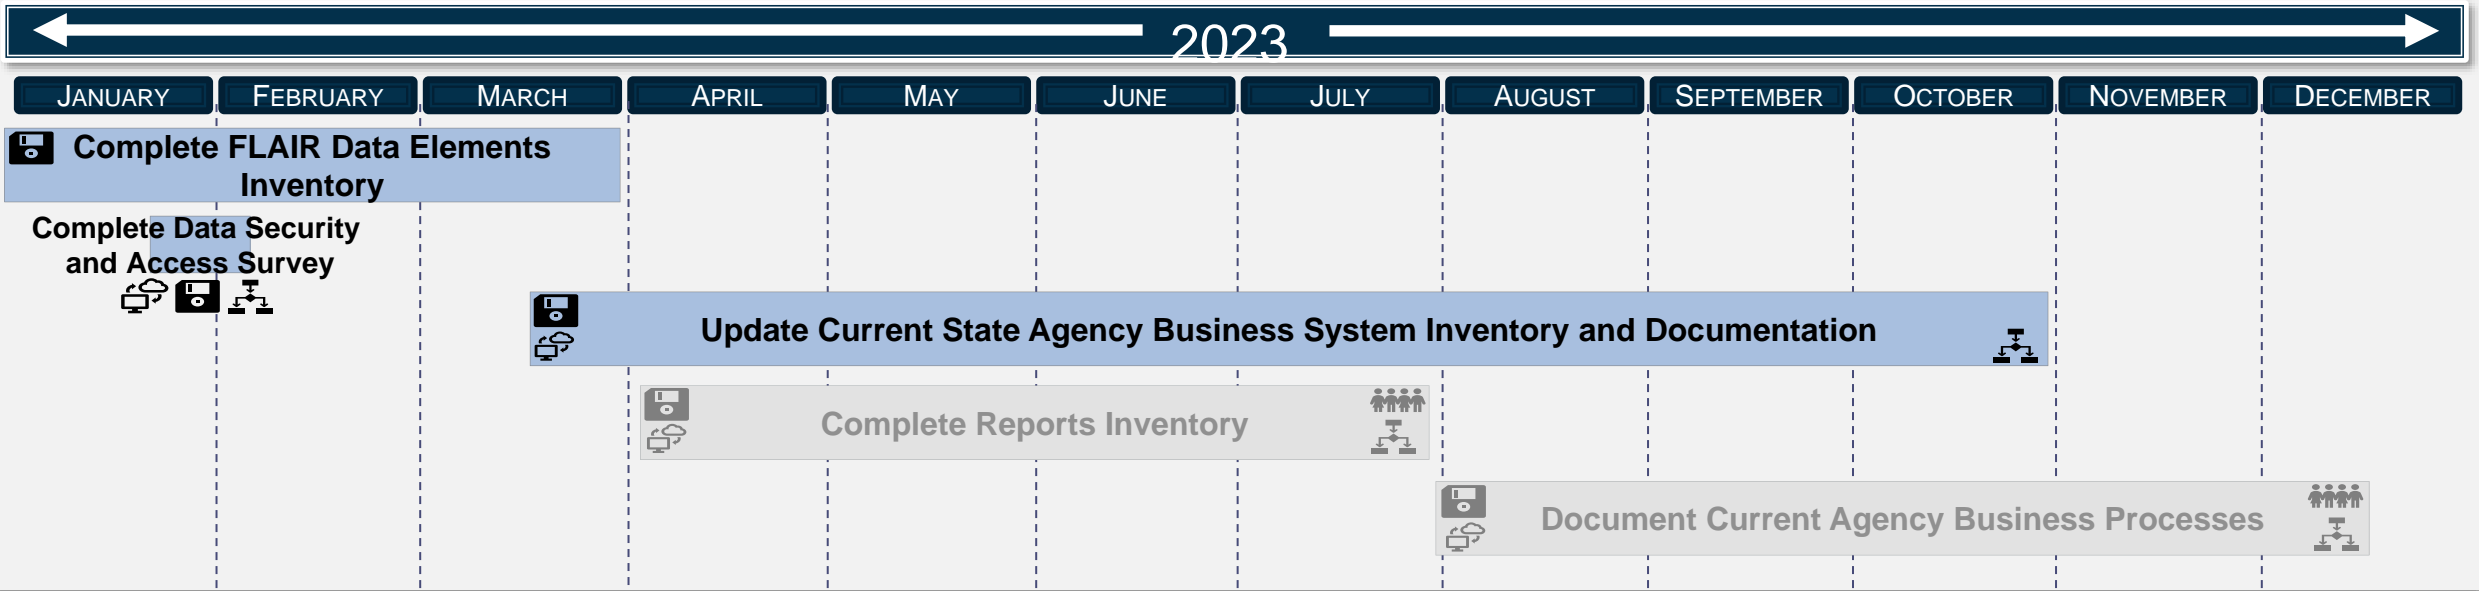 2023
January February March April May June July August September October November December
Complete FLAIR Data Elements
Inventory
Complete Data Security
and Access Survey
Update Current State Agency Business System Inventory and Documentation
Complete Reports Inventory
Document Current Agency Business Processes